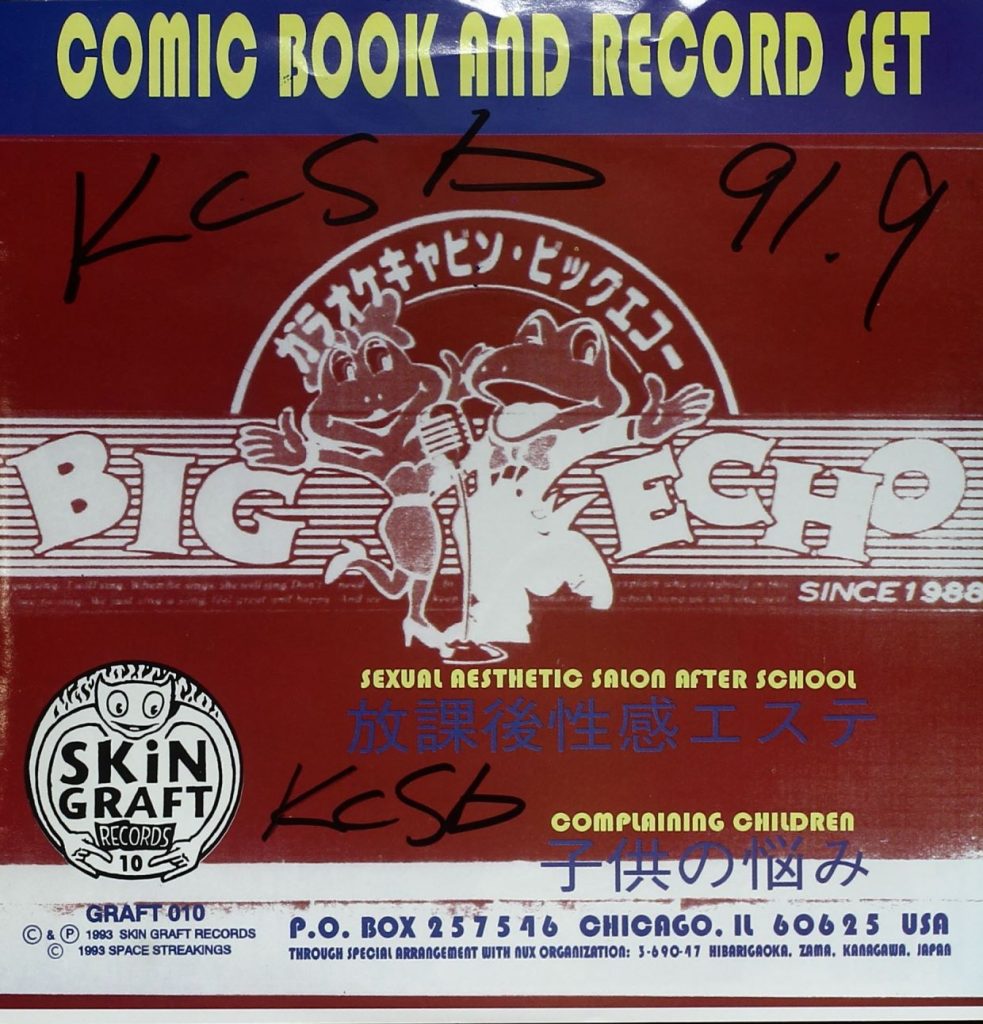 COMIC BOOK AND RECORD SET
KCSb 91.9
カラオケキャビン・ビックエコー
BIG ECHO
SINCE 1988
SEXUAL AESTHETIC SALON AFTER SCHOOL
放課後性感エステ
SKiN
GRAFT
RECORDS
10
KCSb
COMPLAINING CHILDREN
子供の悩み
GRAFT 010
© & ℗ 1993 SKIN GRAFT RECORDS
© 1993 SPACE STREAKINGS
P.O. BOX 257546 CHICAGO. IL 60625 USA
THROUGH SPECIAL ARRANGEMENT WITH NUX ORGANIZATION: 3-690-47 HIBARIGAOKA. ZAMA. KANAGAWA. JAPAN